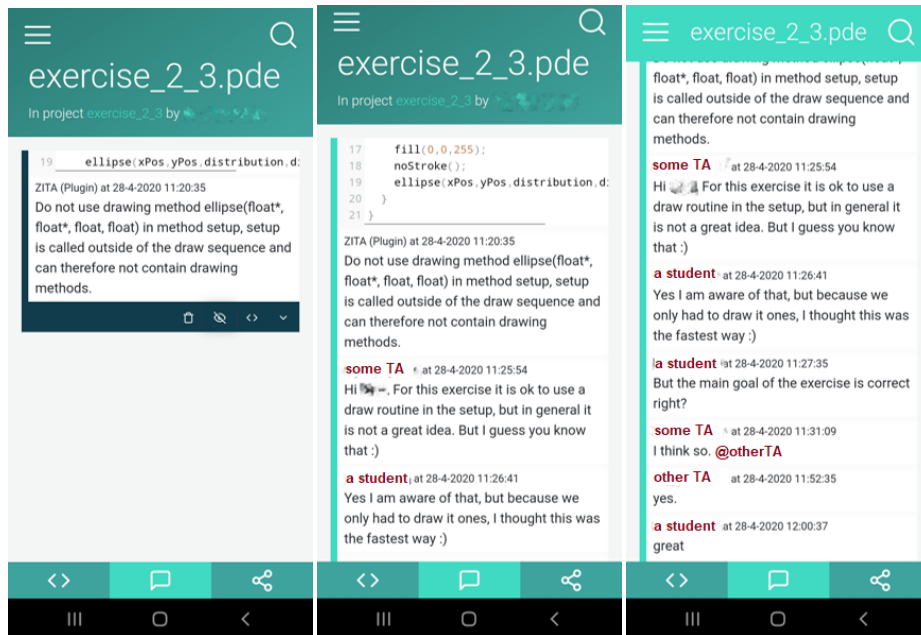 exercise_2_3.pde
In project exercise_2_3 by
19 ellipse(xPos,yPos,distribution,d:
ZITA (Plugin) at 28-4-2020 11:20:35
Do not use drawing method ellipse(float*,
float*, float, float) in method setup, setup
is called outside of the draw sequence and
can therefore not contain drawing
methods.
exercise_2_3.pde
In project exercise_2_3 by
17 fill(0,0,255);
18 noStroke();
19 ellipse(xPos,yPos,distribution,d:
20 }
21 }
ZITA (Plugin) at 28-4-2020 11:20:35
Do not use drawing method ellipse(float*,
float*, float, float) in method setup, setup
is called outside of the draw sequence and
can therefore not contain drawing
methods.
some TA at 28-4-2020 11:25:54
Hi . For this exercise it is ok to use a
draw routine in the setup, but in general it
is not a great idea. But I guess you know
that :)
a student at 28-4-2020 11:26:41
Yes I am aware of that, but because we
only had to draw it ones, I thought this was
the fastest way :)
exercise_2_3.pde
Do not use drawing method ellipse(float*,
float*, float, float) in method setup, setup
is called outside of the draw sequence and
can therefore not contain drawing
methods.
some TA at 28-4-2020 11:25:54
Hi For this exercise it is ok to use a
draw routine in the setup, but in general it
is not a great idea. But I guess you know
that :)
a student at 28-4-2020 11:26:41
Yes I am aware of that, but because we
only had to draw it ones, I thought this was
the fastest way :)
a student at 28-4-2020 11:27:35
But the main goal of the exercise is correct
right?
some TA at 28-4-2020 11:31:09
I think so. @otherTA
other TA at 28-4-2020 11:52:35
yes.
a student at 28-4-2020 12:00:37
great